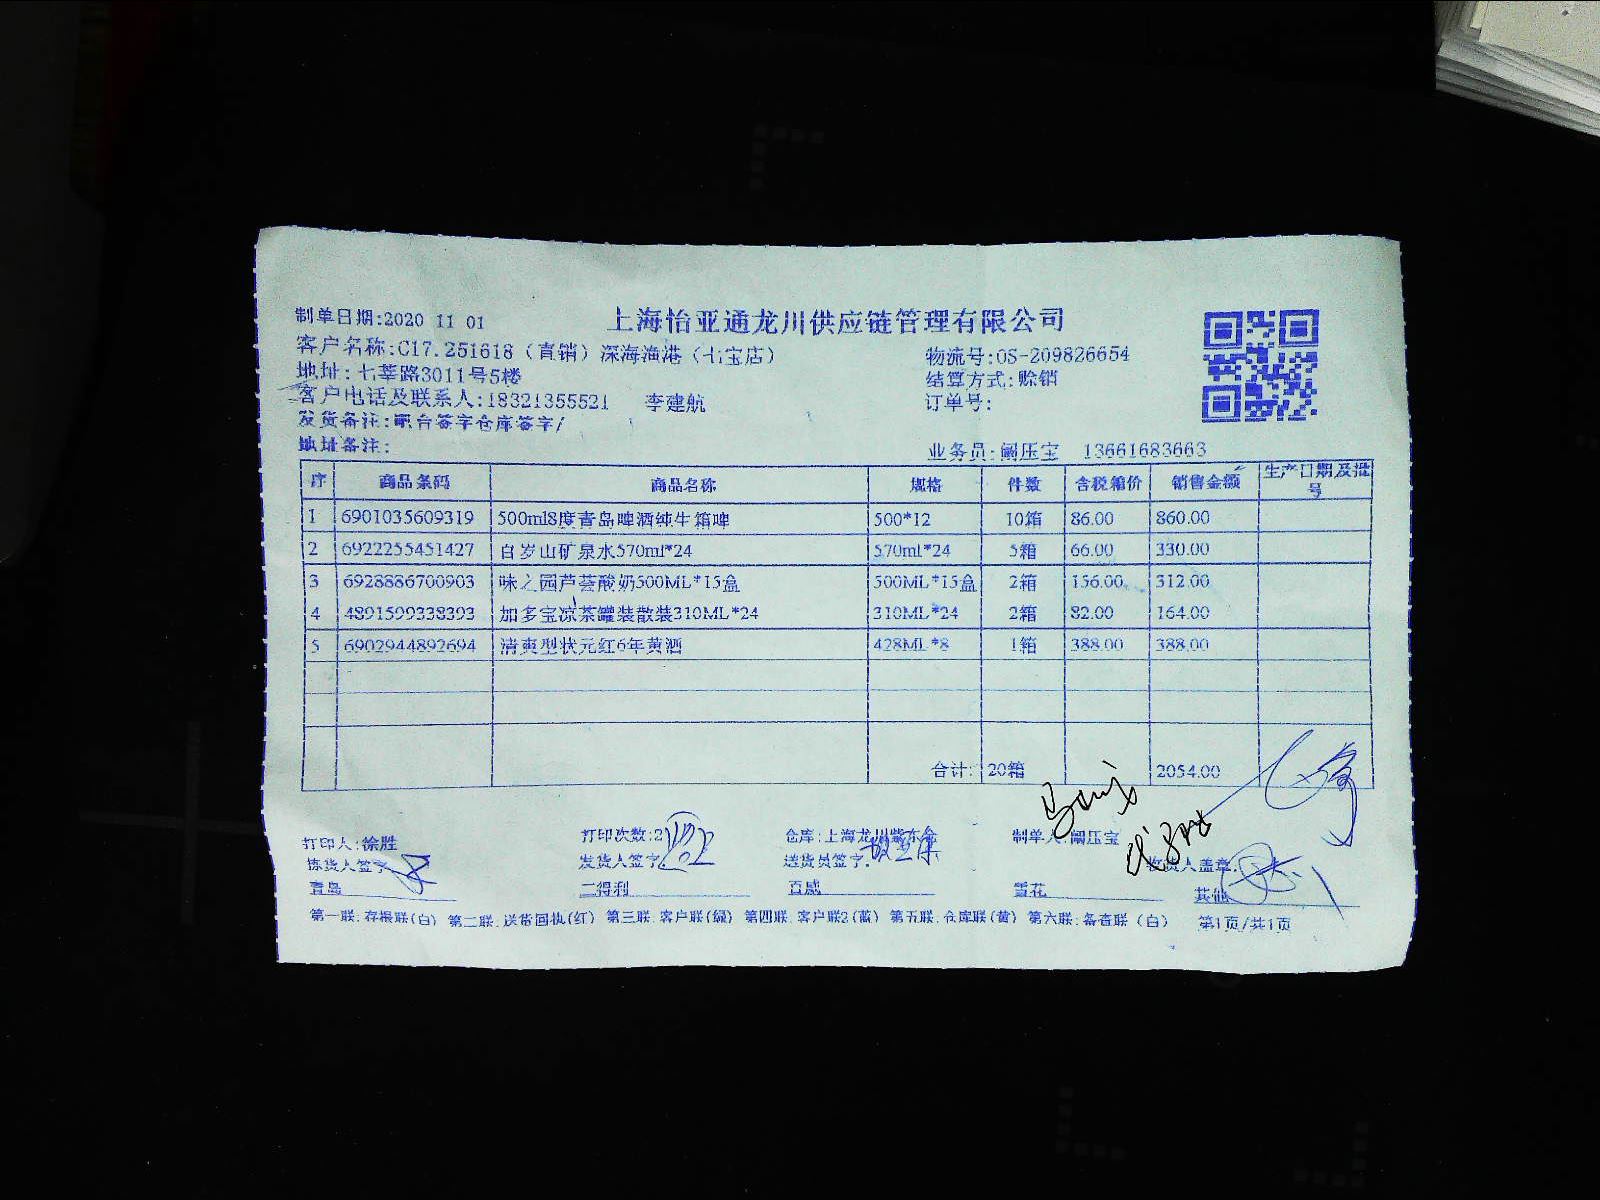 制单日期:2020 11 01
上海怡亚通龙川供应链管理有限公司
客户名称:C17.251618（直销）深海渔港（七宝店）
物流号:OS-209826654
地址:七莘路3011号5楼
结算方式:赊销
客户电话及联系人:18321355521 李建航
订单号:
发货备注:吧台签字仓库签字/
地址备注:
业务员:阚压宝 13661683663
序 商品条码 商品名称 规格 件数 含税箱价 销售金额 生产日期及批号
1 6901035609319 500ml8度青岛啤酒纯生箱啤 500*12 10箱 86.00 860.00
2 6922255451427 百岁山矿泉水570ml*24 570ml*24 5箱 66.00 330.00
3 6928886700903 味之园芦荟酸奶500ML*15盒 500ML*15盒 2箱 156.00 312.00
4 4891599338393 加多宝凉茶罐装散装310ML*24 310ML*24 2箱 82.00 164.00
5 6902944892694 清爽型状元红6年黄酒 428ML*8 1箱 388.00 388.00
合计: 20箱 2054.00
打印人:徐胜 打印次数:2 仓库:上海龙川紫东仓 制单人:阚压宝
拣货人签字: 发货人签字: 送货员签字: 收货人盖章:
青岛 二得利 百威 雪花 其他
第一联:存根联(白) 第二联:送货回执(红) 第三联:客户联(绿) 第四联:客户联2(蓝) 第五联:仓库联(黄) 第六联:备查联（白） 第1页/共1页